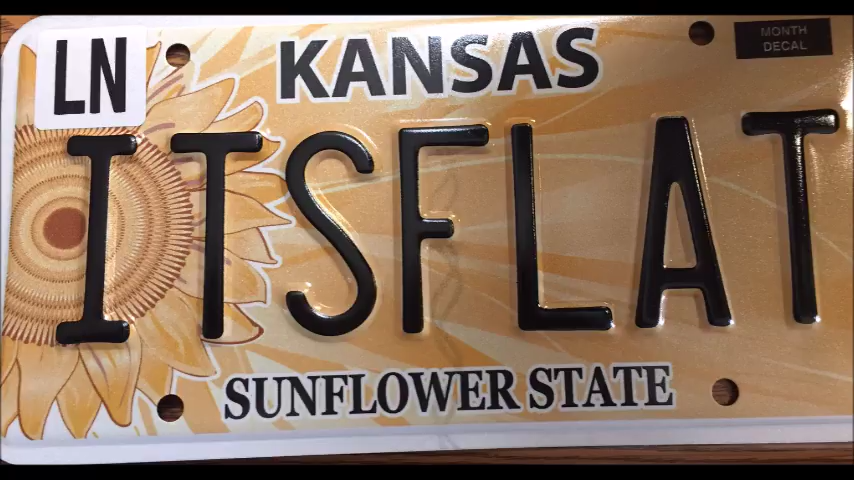 LN
KANSAS
MONTH
DECAL
ITSFLAT
SUNFLOWER STATE